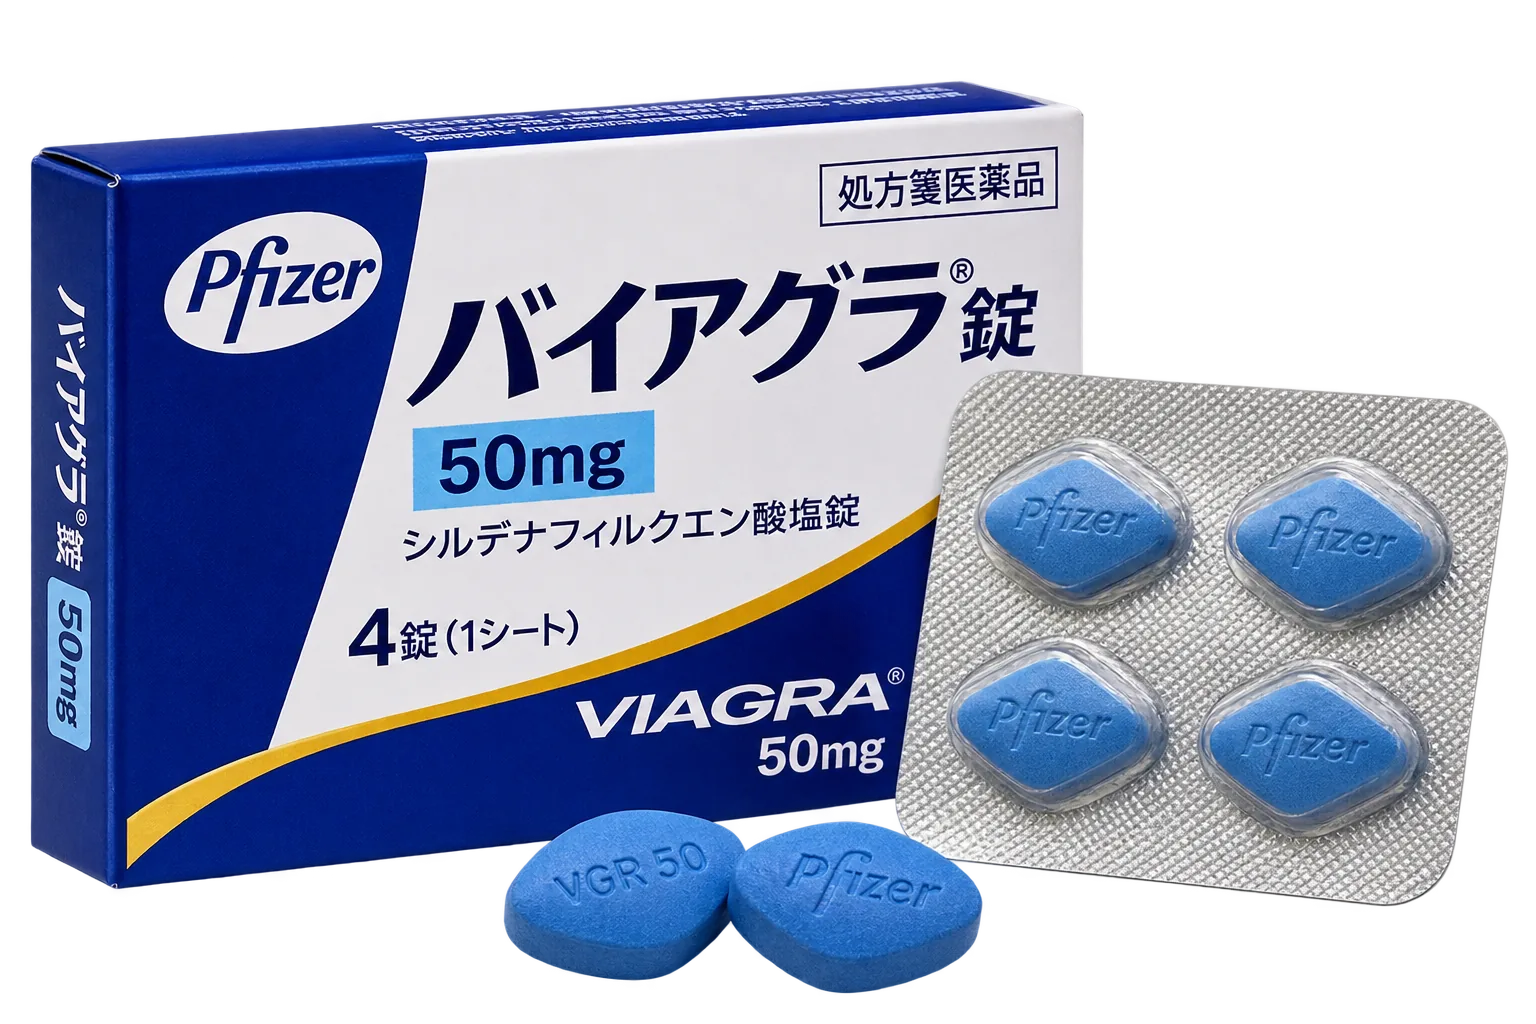 Pfizer
処方箋医薬品
バイアグラ®錠
50mg
シルデナフィルクエン酸塩錠
4錠(1シート)
VIAGRA®
50mg
バイアグラ®錠 50mg
Pfizer
Pfizer
Pfizer
Pfizer
VGR 50
Pfizer